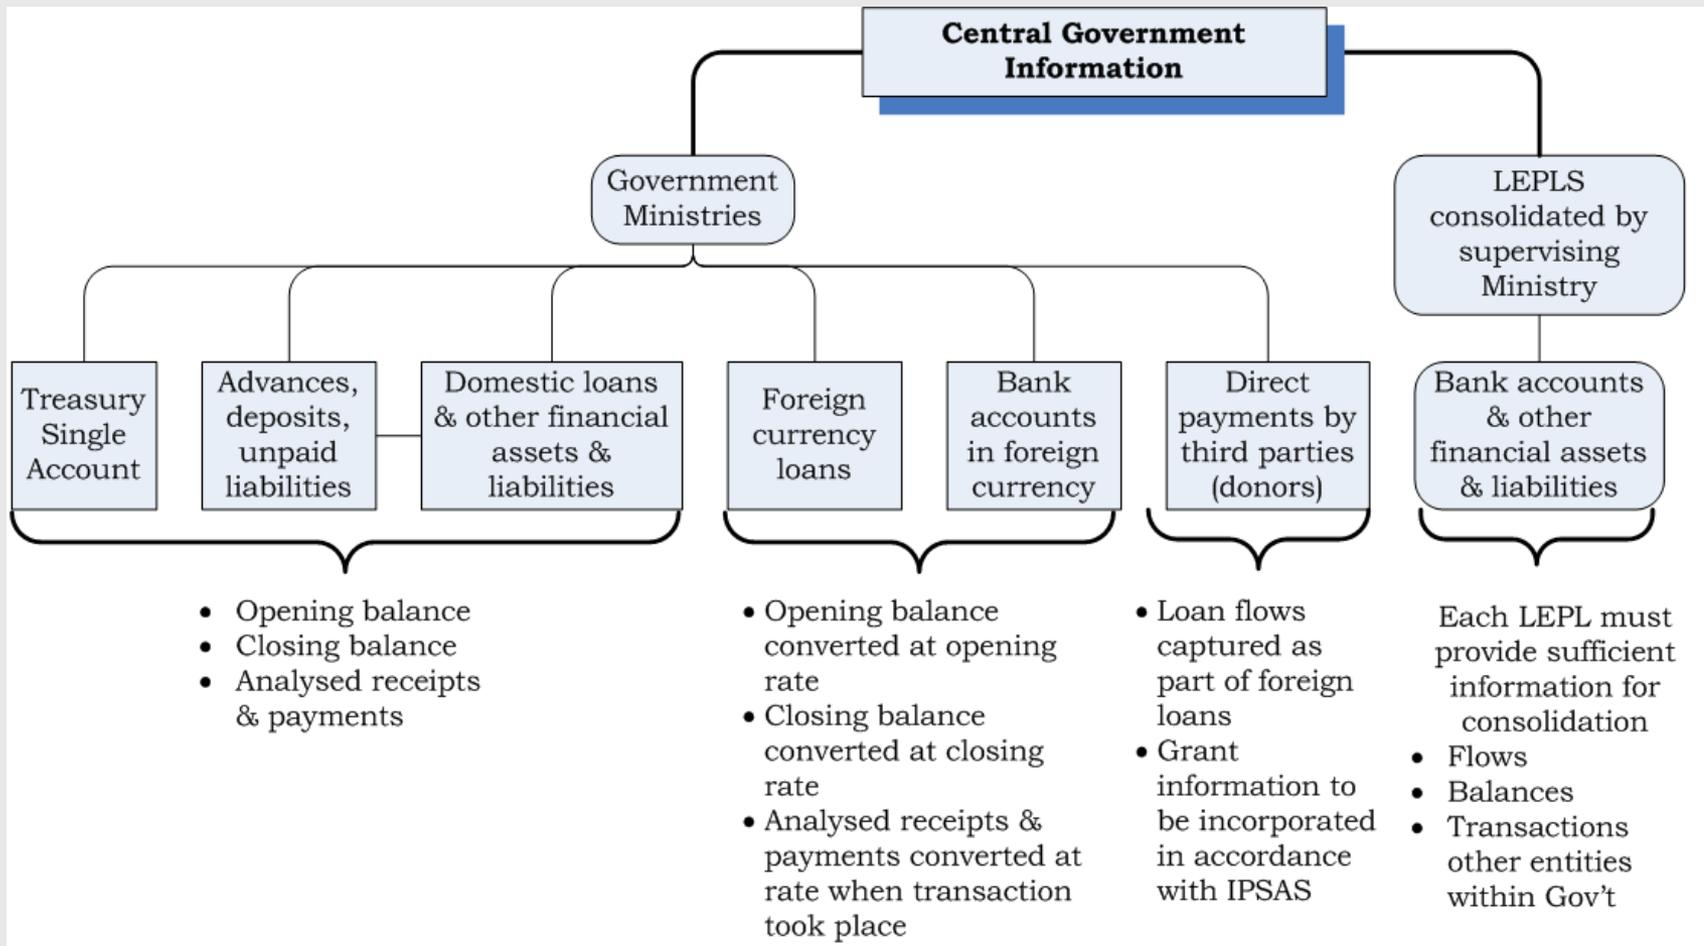 Central Government
Information
Government
Ministries
LEPLS
consolidated by
supervising
Ministry
Treasury
Single
Account
Advances,
deposits,
unpaid
liabilities
Domestic loans
& other financial
assets &
liabilities
Foreign
currency
loans
Bank
accounts
in foreign
currency
Direct
payments by
third parties
(donors)
Bank accounts
& other
financial assets
& liabilities
• Opening balance
• Closing balance
• Analysed receipts
& payments
• Opening balance
converted at opening
rate
• Closing balance
converted at closing
rate
• Analysed receipts &
payments converted at
rate when transaction
took place
• Loan flows
captured as
part of foreign
loans
• Grant
information to
be incorporated
in accordance
with IPSAS
Each LEPL must
provide sufficient
information for
consolidation
• Flows
• Balances
• Transactions
other entities
within Gov’t